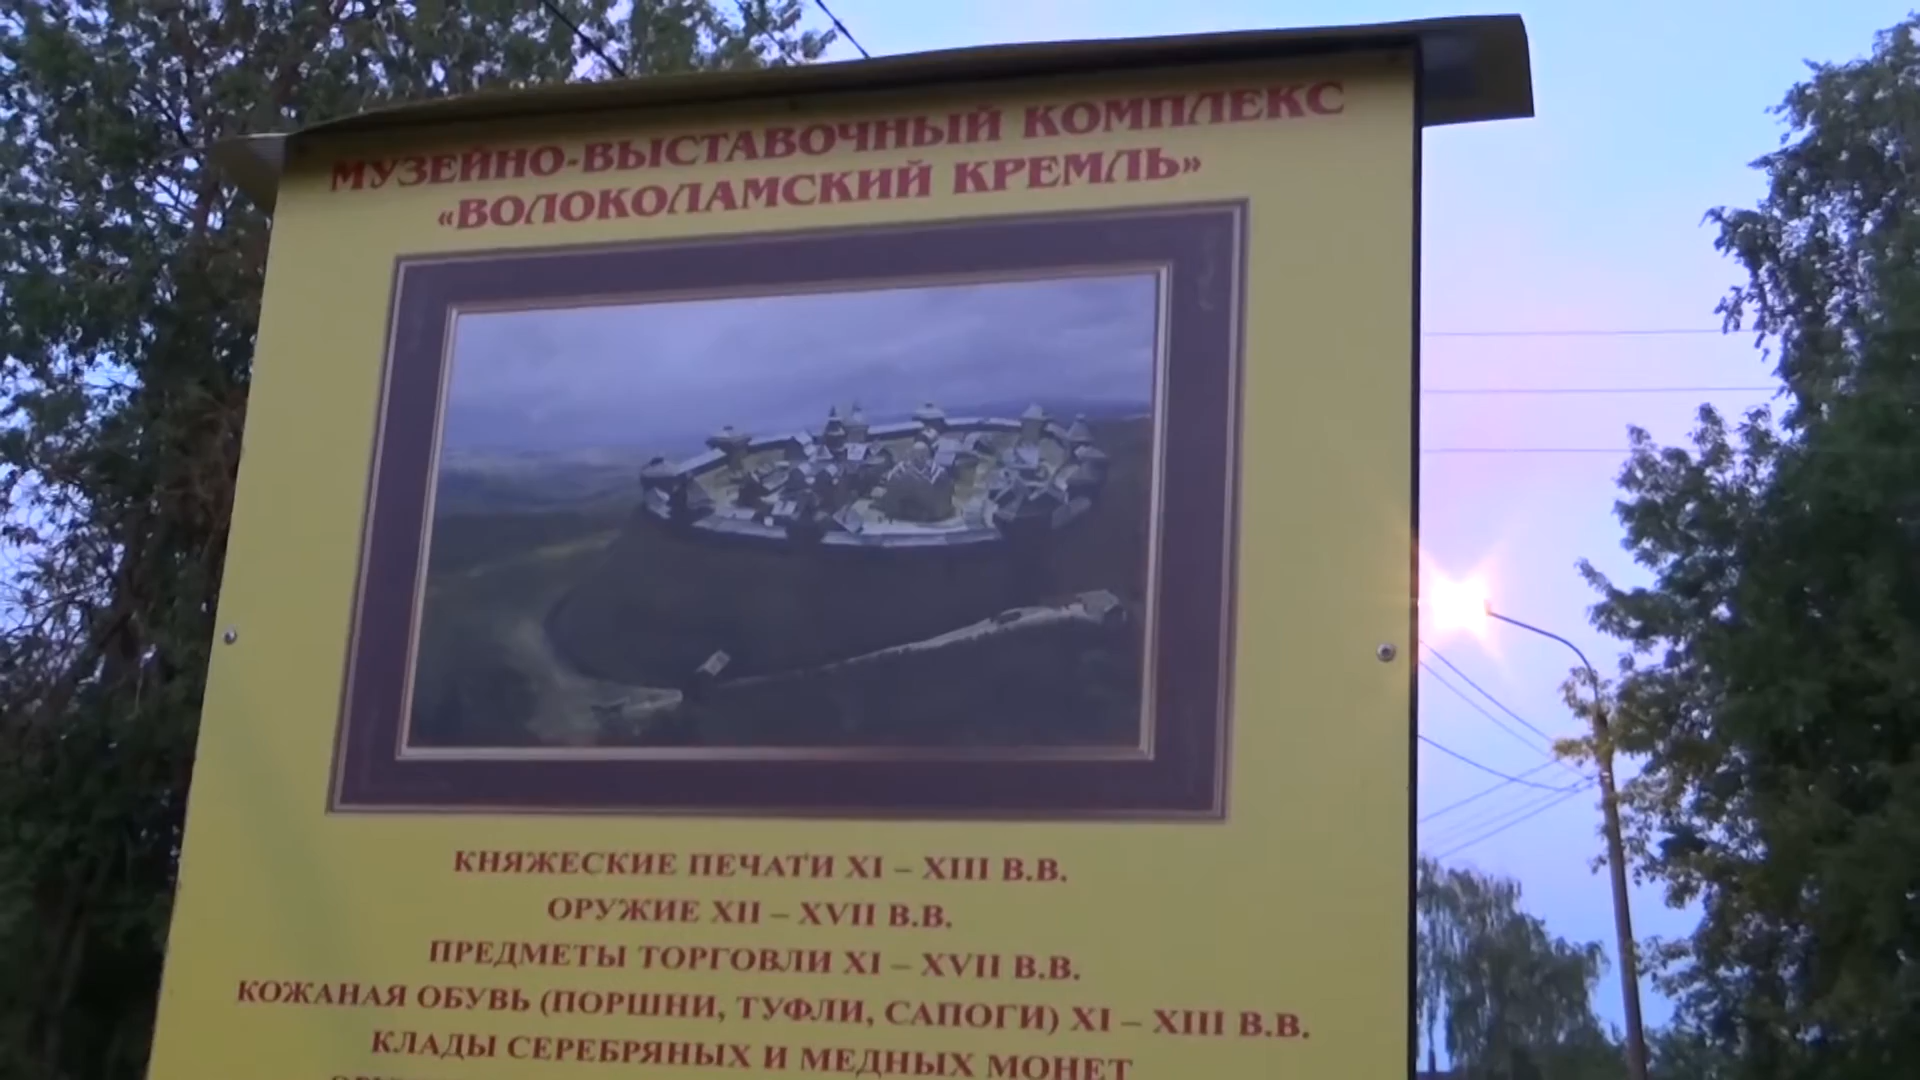 МУЗЕЙНО-ВЫСТАВОЧНЫЙ КОМПЛЕКС
«ВОЛОКОЛАМСКИЙ КРЕМЛЬ»
КНЯЖЕСКИЕ ПЕЧАТИ XI – XIII В.В.
ОРУЖИЕ XII – XVII В.В.
ПРЕДМЕТЫ ТОРГОВЛИ XI – XVII В.В.
КОЖАНАЯ ОБУВЬ (ПОРШНИ, ТУФЛИ, САПОГИ) XI – XIII В.В.
КЛАДЫ СЕРЕБРЯНЫХ И МЕДНЫХ МОНЕТ